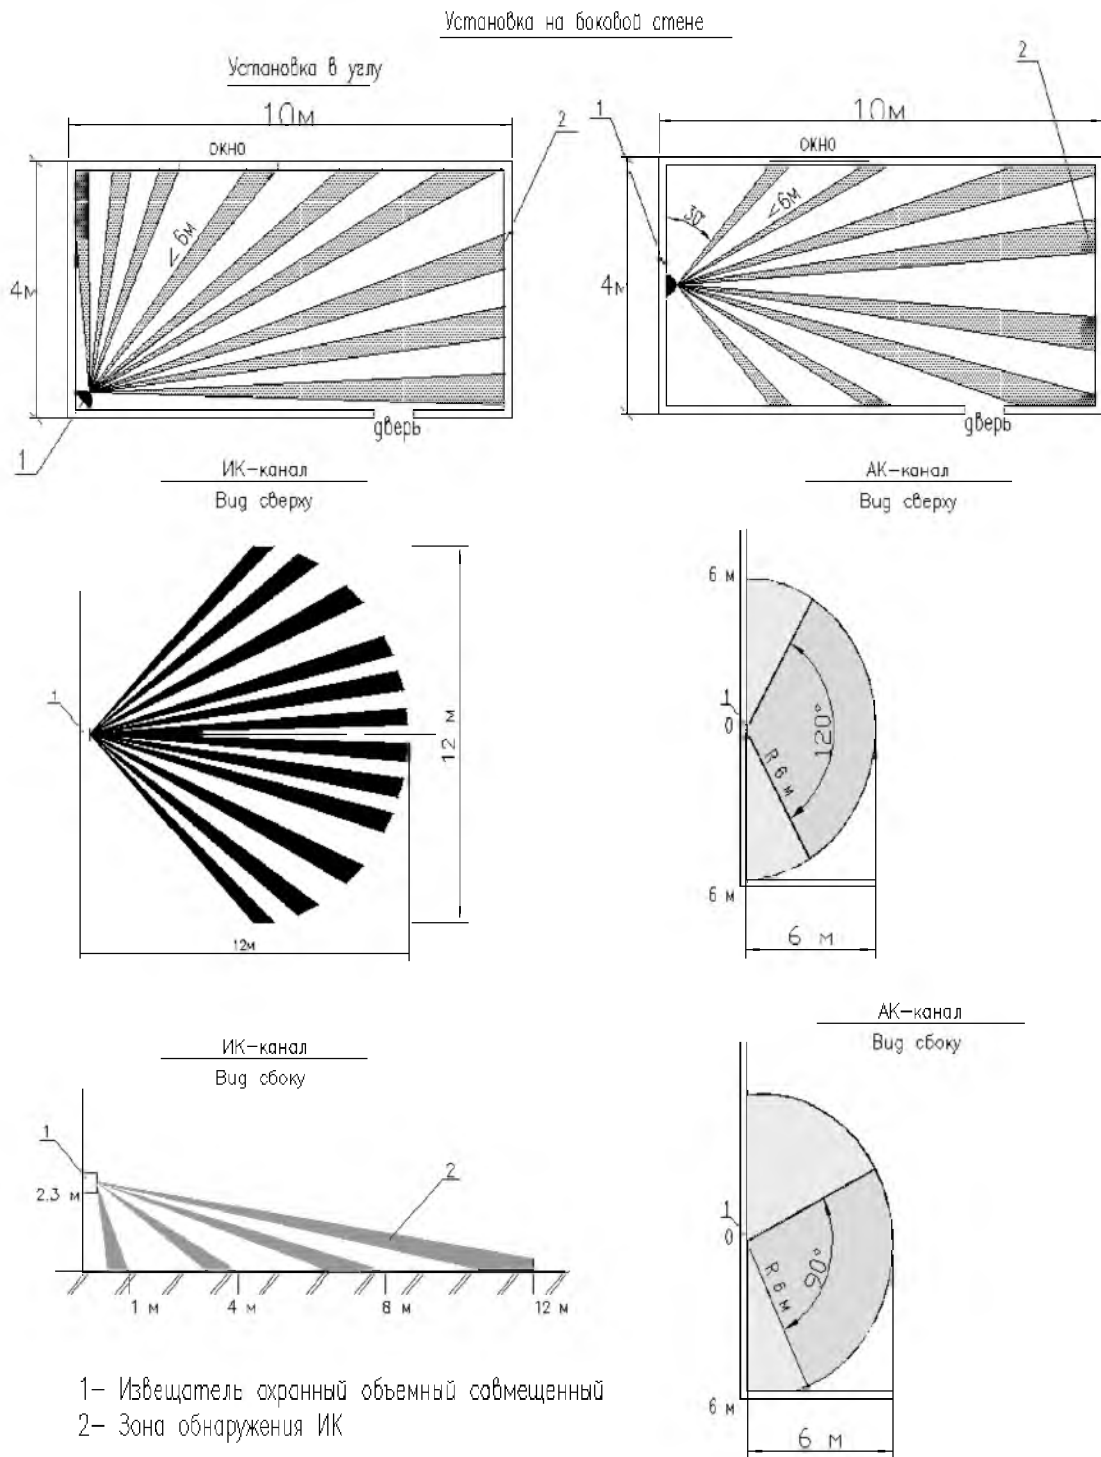 Установка на боковой стене
Установка в углу
10м
2
1
10м
2
окно
окно
< 6м
30
<6м
4м
4м
дверь
дверь
1
ИК-канал
Вид сверху
АК-канал
Вид сверху
6 м
1
1
0
12 м
120°
R 6 м
6 м
12м
6 м
ИК-канал
Вид сбоку
АК-канал
Вид сбоку
1
2
2.3 м
1
0
90°
R 6 м
1 м
4 м
8 м
12 м
1- Извещатель охранный объемный совмещенный
2- Зона обнаружения ИК
6 м
6 м